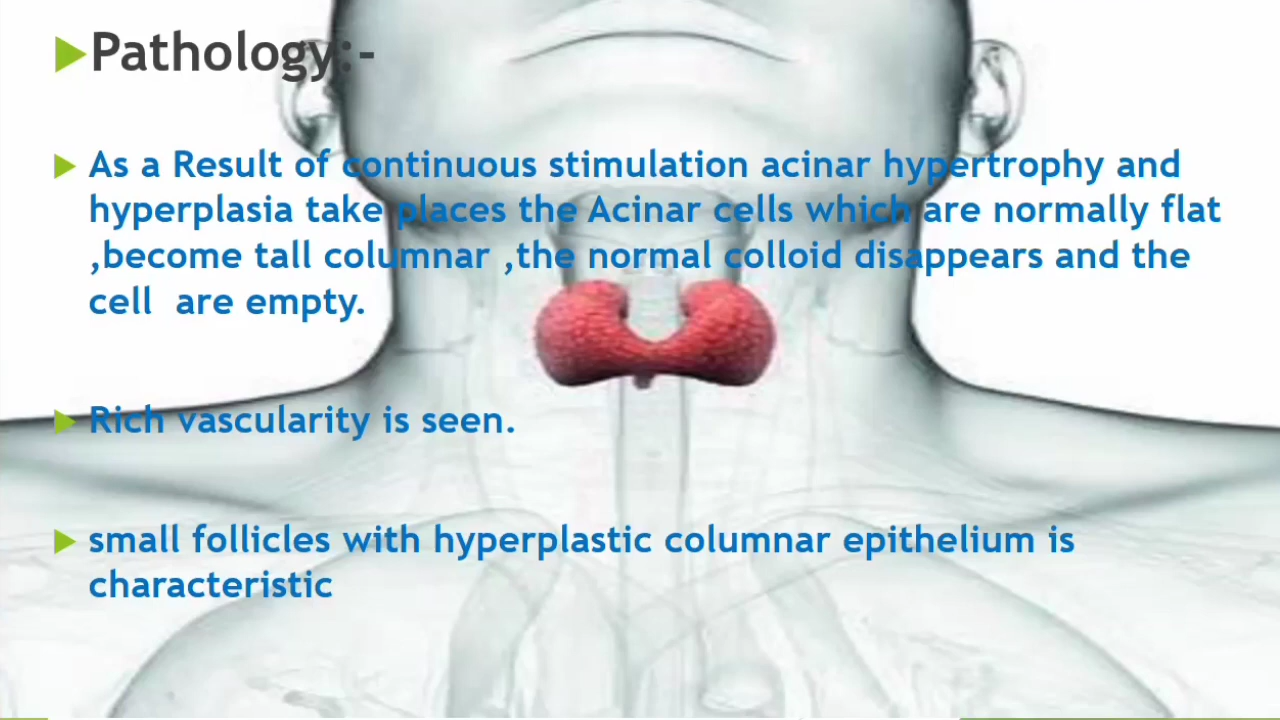 Pathology:-
As a Result of continuous stimulation acinar hypertrophy and
hyperplasia take places the Acinar cells which are normally flat
,become tall columnar ,the normal colloid disappears and the
cell  are empty.
Rich vascularity is seen.
small follicles with hyperplastic columnar epithelium is
characteristic